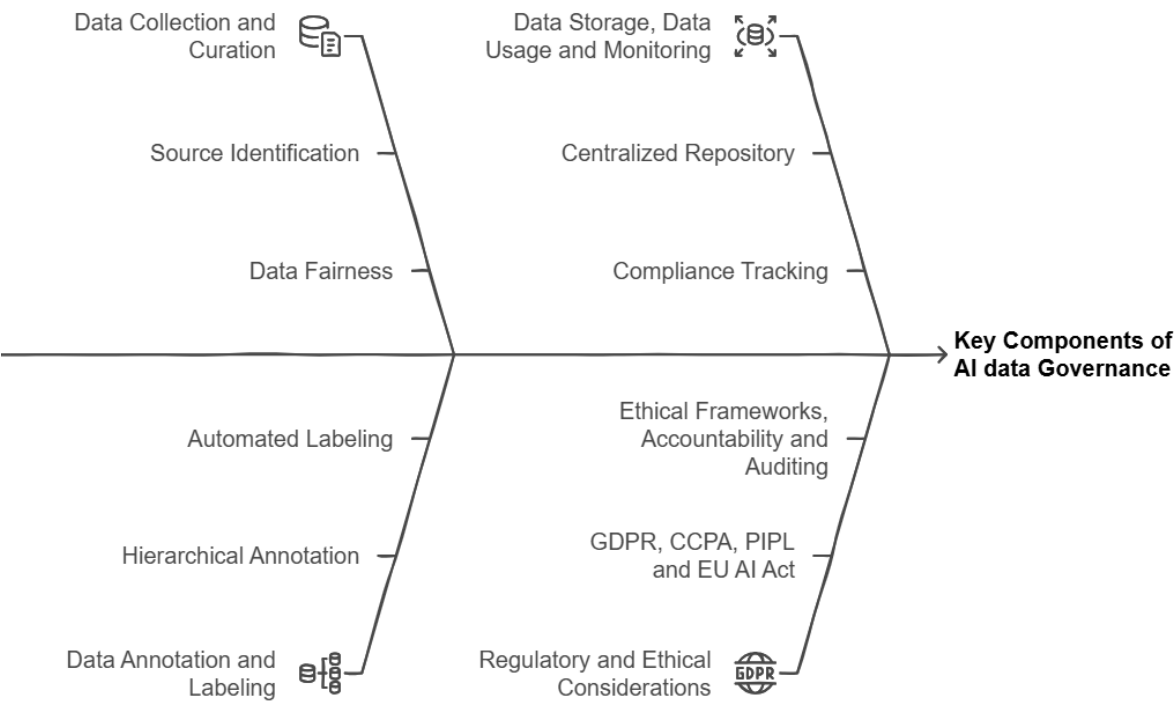 Data Collection and
Curation
Data Storage, Data
Usage and Monitoring
Source Identification
Centralized Repository
Data Fairness
Compliance Tracking
Key Components of
AI data Governance
Automated Labeling
Ethical Frameworks,
Accountability and
Auditing
Hierarchical Annotation
GDPR, CCPA, PIPL
and EU AI Act
Data Annotation and
Labeling
Regulatory and Ethical
Considerations
GDPR